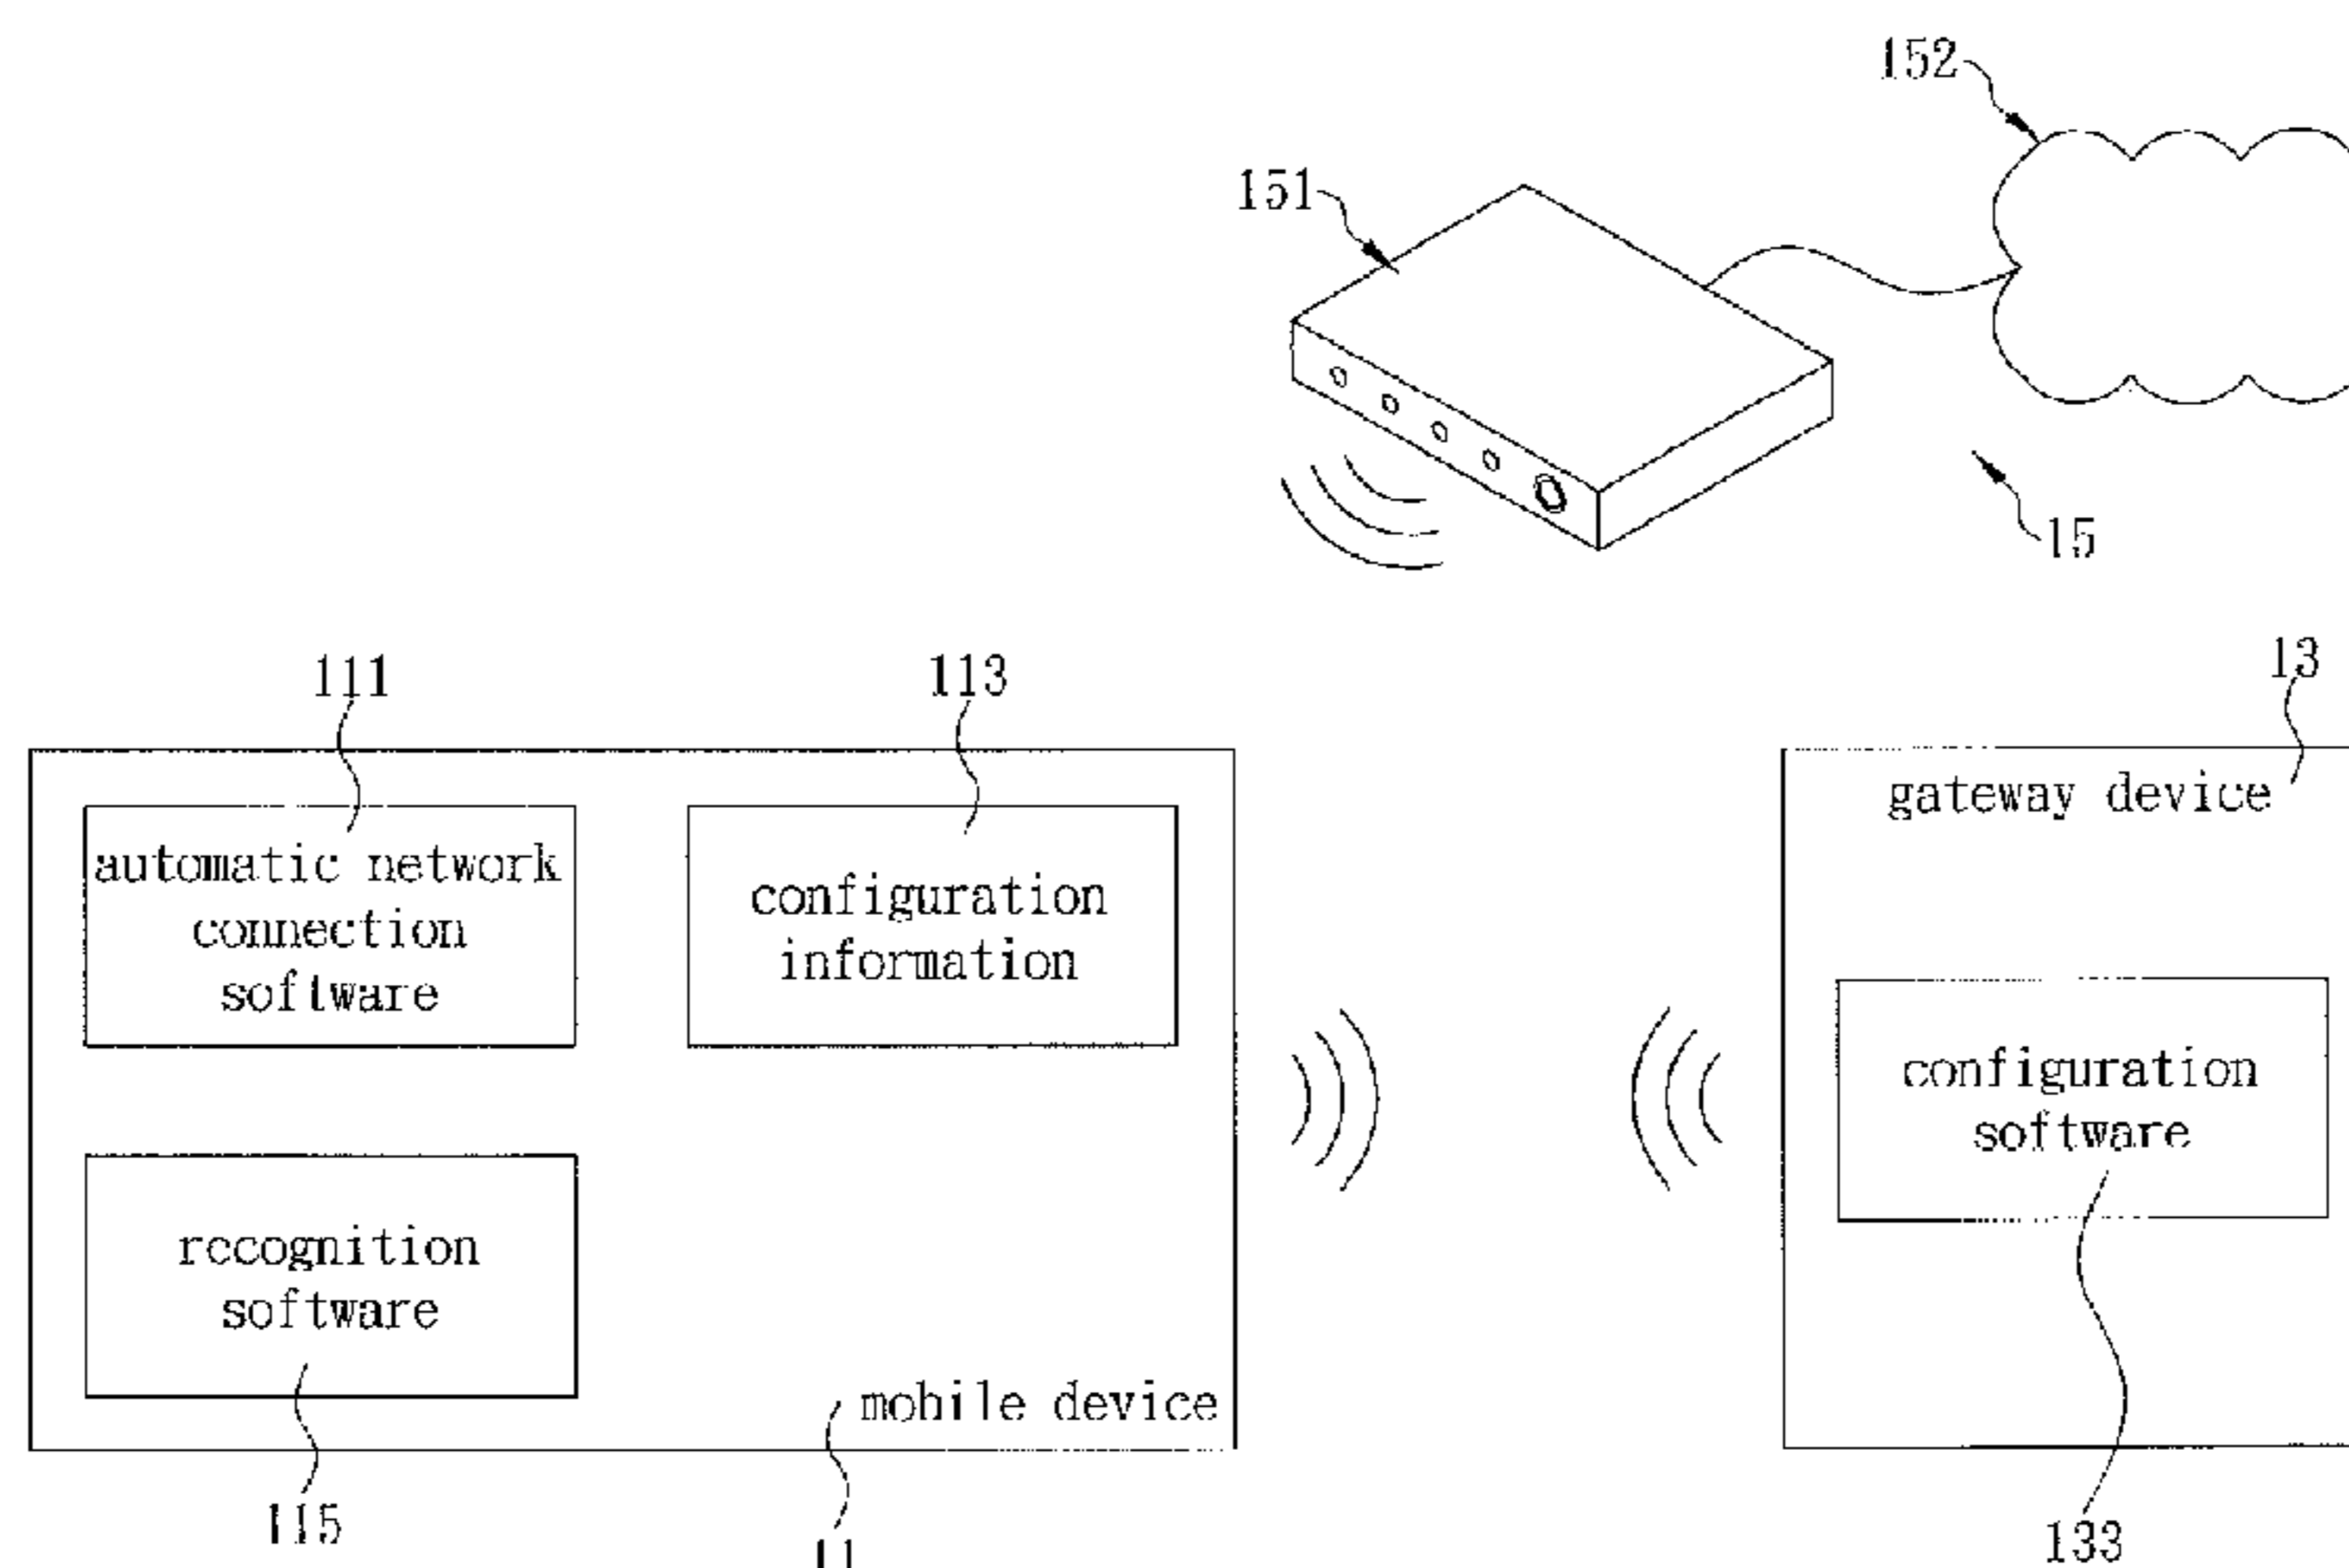 152
151
15
111
113
13
gateway device
automatic network
connection
software
configuration
information
configuration
software
recognition
software
mobile device
115
11
133